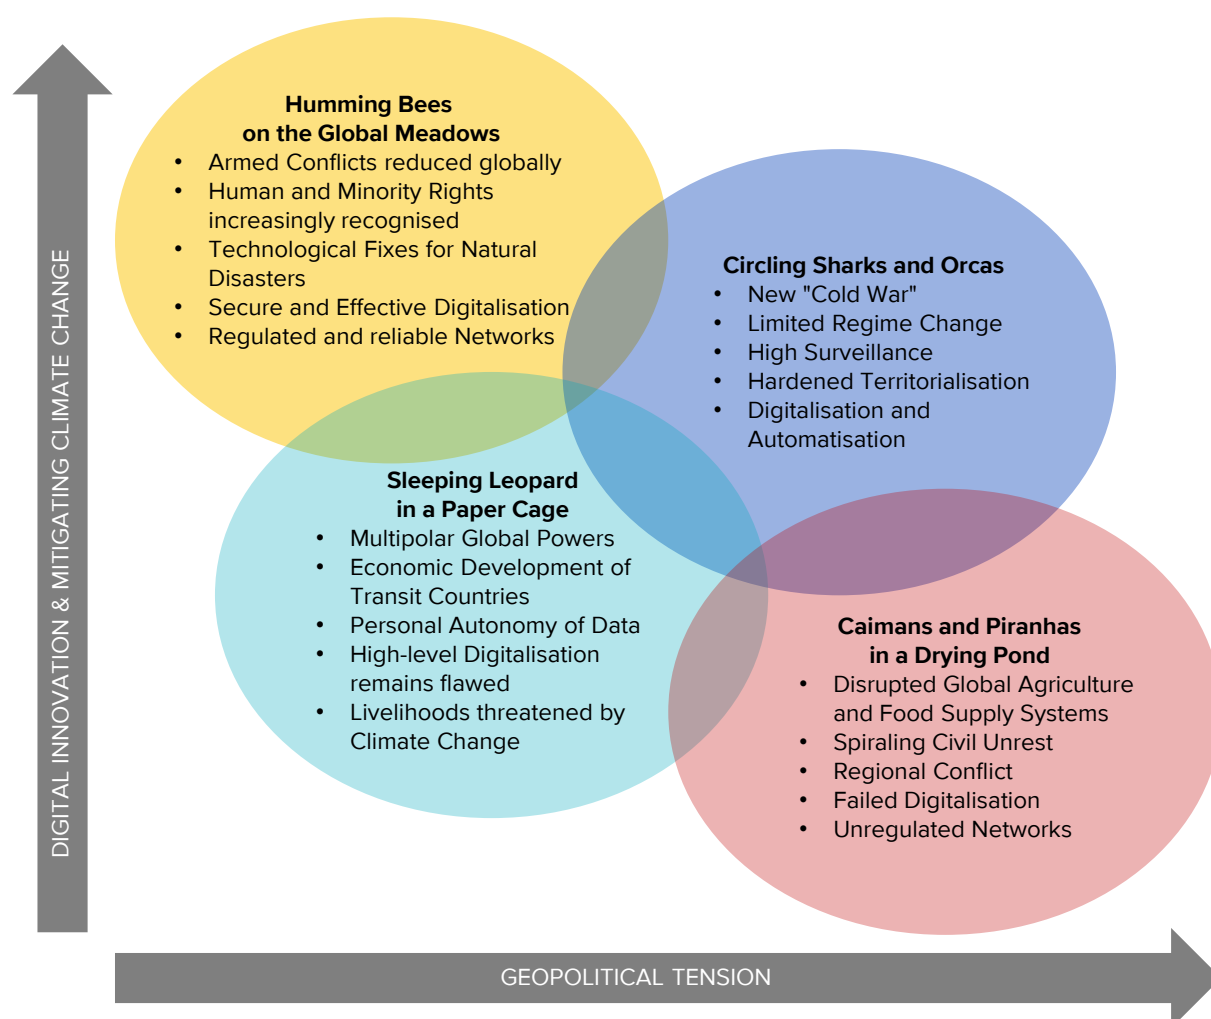 DIGITAL INNOVATION & MITIGATING CLIMATE CHANGE
Humming Bees
on the Global Meadows
• Armed Conflicts reduced globally
• Human and Minority Rights
increasingly recognised
• Technological Fixes for Natural
Disasters
• Secure and Effective Digitalisation
• Regulated and reliable Networks
Circling Sharks and Orcas
• New "Cold War"
• Limited Regime Change
• High Surveillance
• Hardened Territorialisation
• Digitalisation and
Automatisation
Sleeping Leopard
in a Paper Cage
• Multipolar Global Powers
• Economic Development of
Transit Countries
• Personal Autonomy of Data
• High-level Digitalisation
remains flawed
• Livelihoods threatened by
Climate Change
Caimans and Piranhas
in a Drying Pond
• Disrupted Global Agriculture
and Food Supply Systems
• Spiraling Civil Unrest
• Regional Conflict
• Failed Digitalisation
• Unregulated Networks
GEOPOLITICAL TENSION